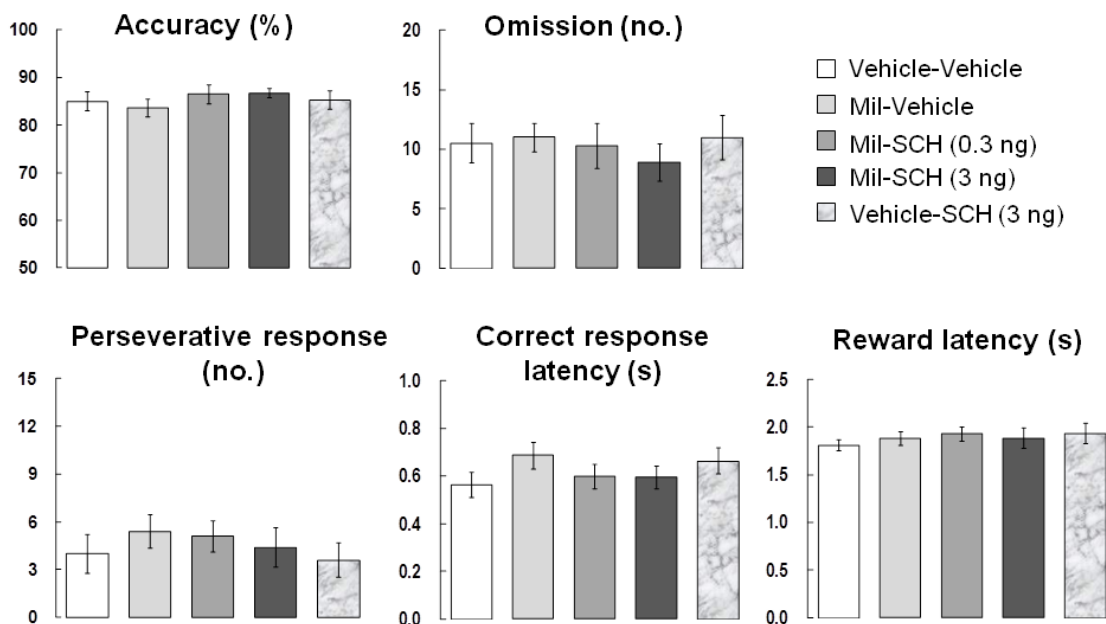 Accuracy (%)
100
90
80
70
60
50
Omission (no.)
20
15
10
5
0
Vehicle-Vehicle
Mil-Vehicle
Mil-SCH (0.3 ng)
Mil-SCH (3 ng)
Vehicle-SCH (3 ng)
Perseverative response
(no.)
15
12
9
6
3
0
Correct response
latency (s)
1.0
0.8
0.6
0.4
0.2
0.0
Reward latency (s)
2.5
2.0
1.5
1.0
0.5
0.0